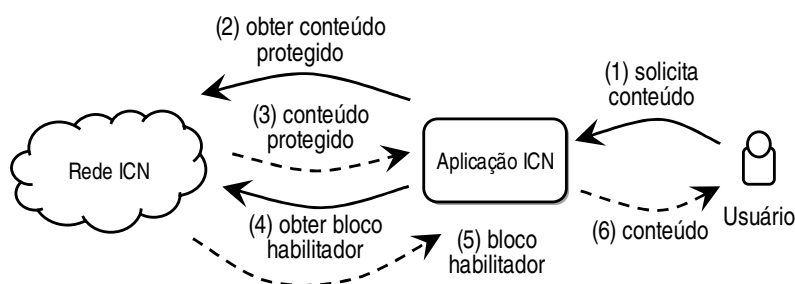 (2) obter conteúdo
protegido
(1) solicita
conteúdo
(3) conteúdo
protegido
Rede ICN
Aplicação ICN
(4) obter bloco
habilitador
(5) bloco
habilitador
(6) conteúdo
Usuário